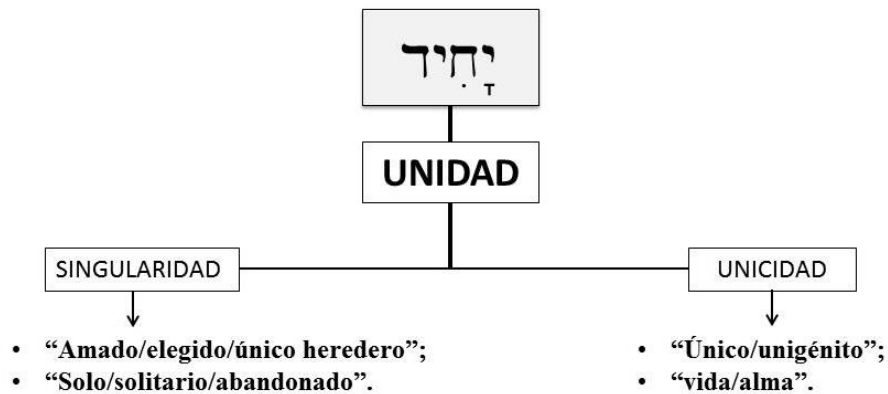 יָחִיד
UNIDAD
SINGULARIDAD
UNICIDAD
• “Amado/elegido/único heredero”;
• “Solo/solitario/abandonado”.
• “Único/unigénito”;
• “vida/alma”.